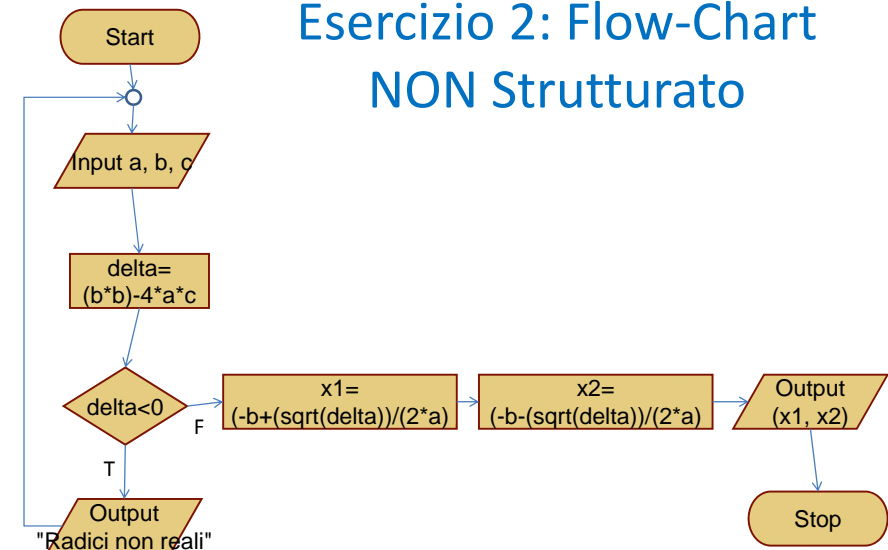 Esercizio 2: Flow-Chart
NON Strutturato
Start
Input a, b, c
delta=
(b*b)-4*a*c
delta<0
F
T
x1=
(-b+(sqrt(delta))/(2*a)
x2=
(-b-(sqrt(delta))/(2*a)
Output
(x1, x2)
Output
"Radici non reali"
Stop